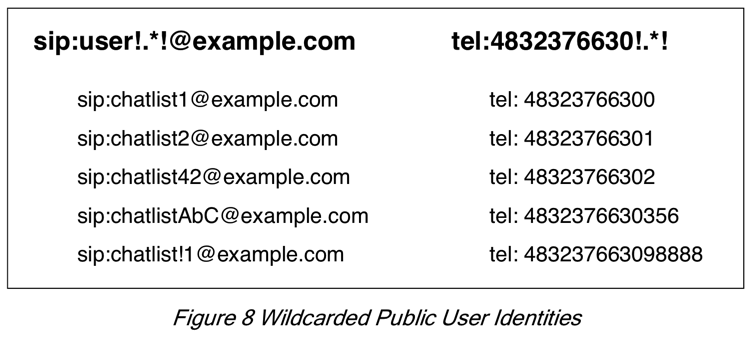 sip:user!.*!@example.com tel:4832376630!.*!
sip:chatlist1@example.com tel: 48323766300
sip:chatlist2@example.com tel: 48323766301
sip:chatlist42@example.com tel: 48323766302
sip:chatlistAbC@example.com tel: 4832376630356
sip:chatlist!1@example.com tel: 483237663098888
Figure 8 Wildcarded Public User Identities